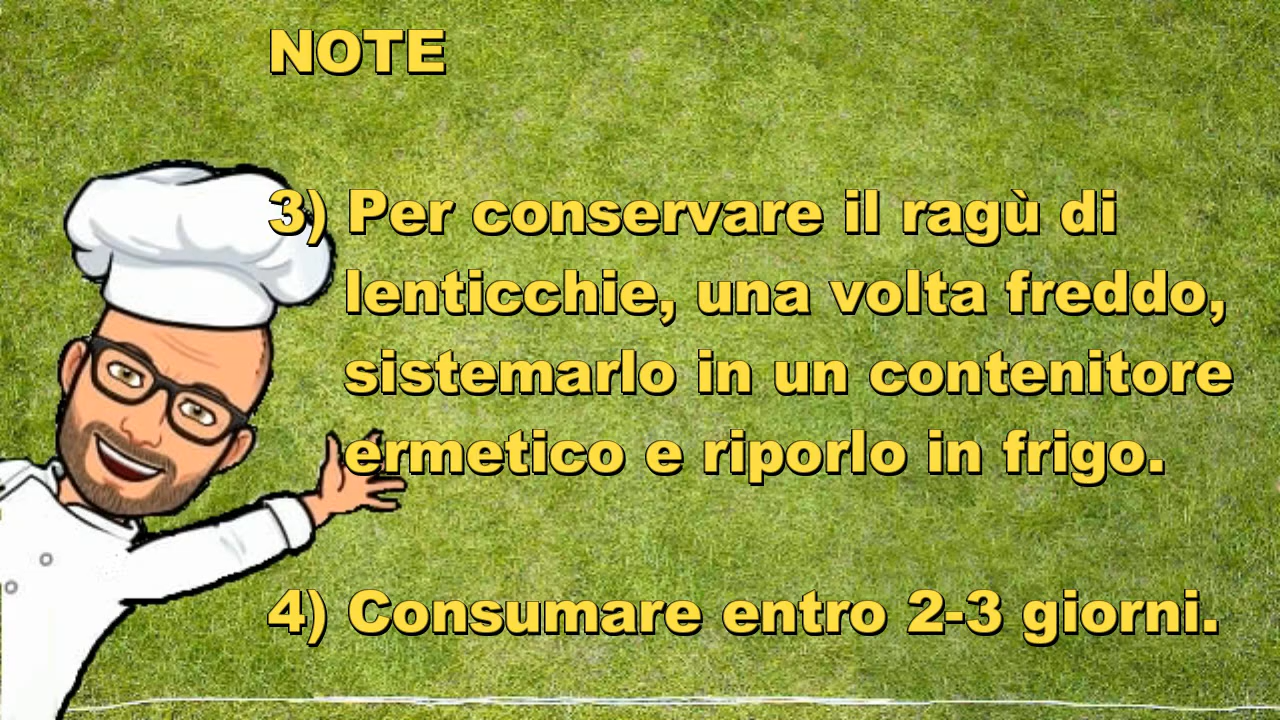 NOTE
3) Per conservare il ragù di
lenticchie, una volta freddo,
sistemarlo in un contenitore
ermetico e riporlo in frigo.
4) Consumare entro 2-3 giorni.